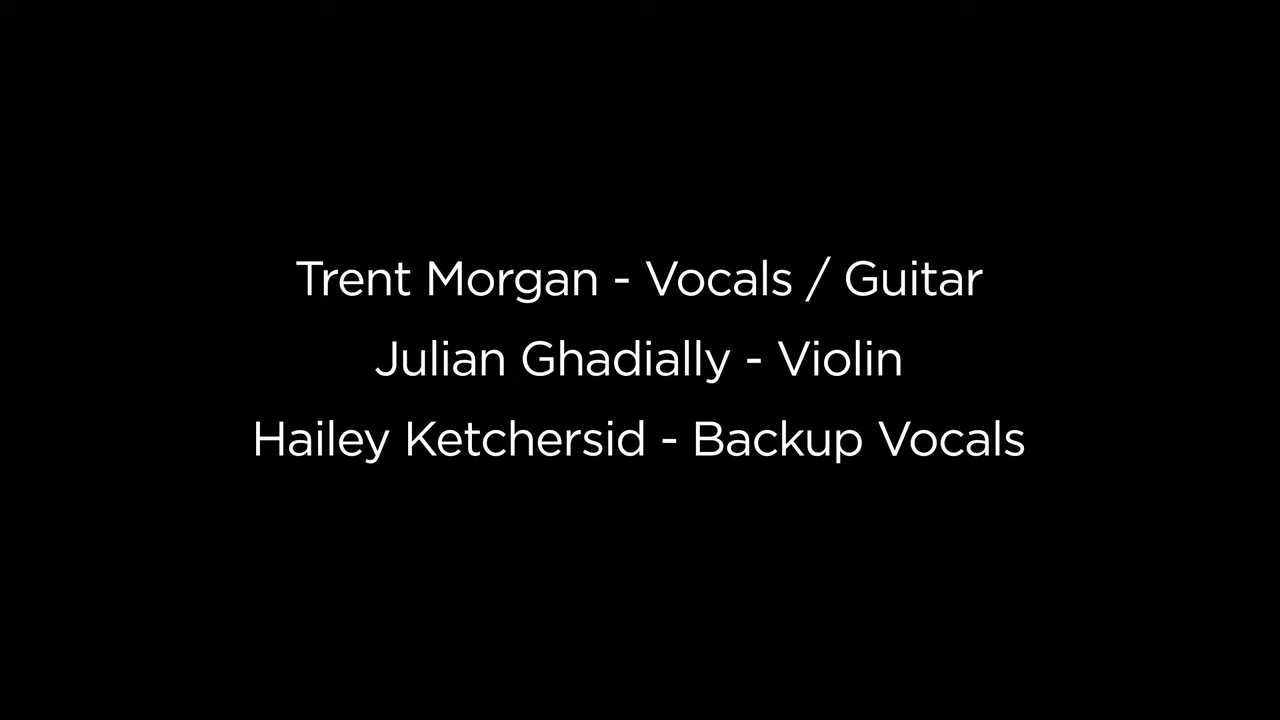 Trent Morgan - Vocals / Guitar
Julian Ghadially - Violin
Hailey Ketchersid - Backup Vocals